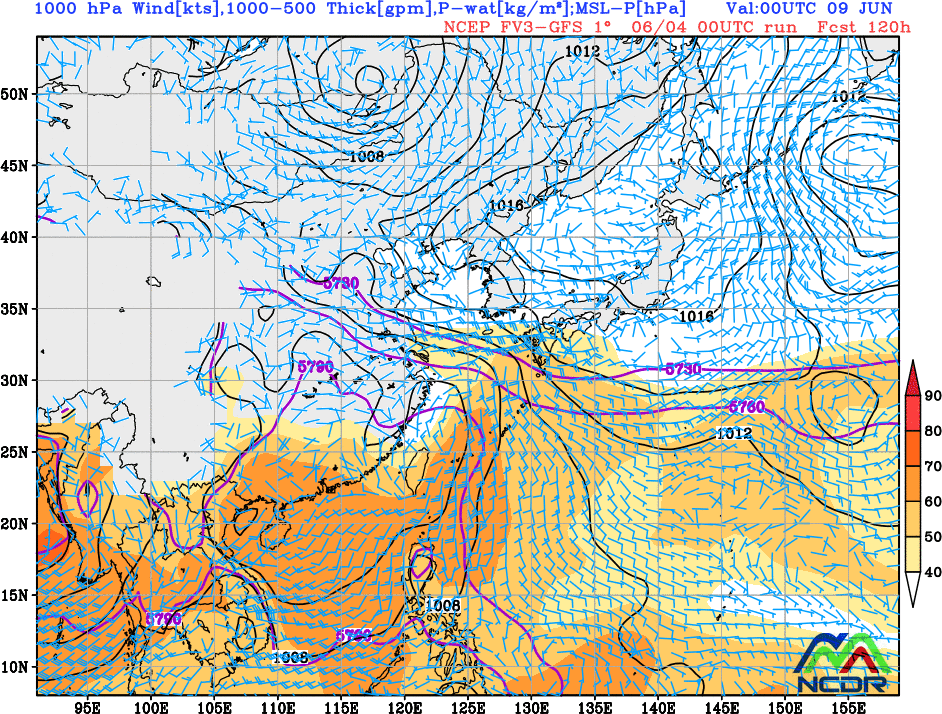 1000 hPa Wind[kts],1000-500 Thick[gpm],P-wat[kg/m²];MSL-P[hPa] Val:00UTC 09 JUN
NCEP FV3-GFS 1° 06/04 00UTC run Fcst 120h
1012
50N
1012
1008
45N
1016
40N
5730
35N
1016
5790
5730
30N
90
5760
80
1012
25N
70
60
20N
50
40
15N
1008
5790
5790
1008
10N
NCDR
95E 100E 105E 110E 115E 120E 125E 130E 135E 140E 145E 150E 155E